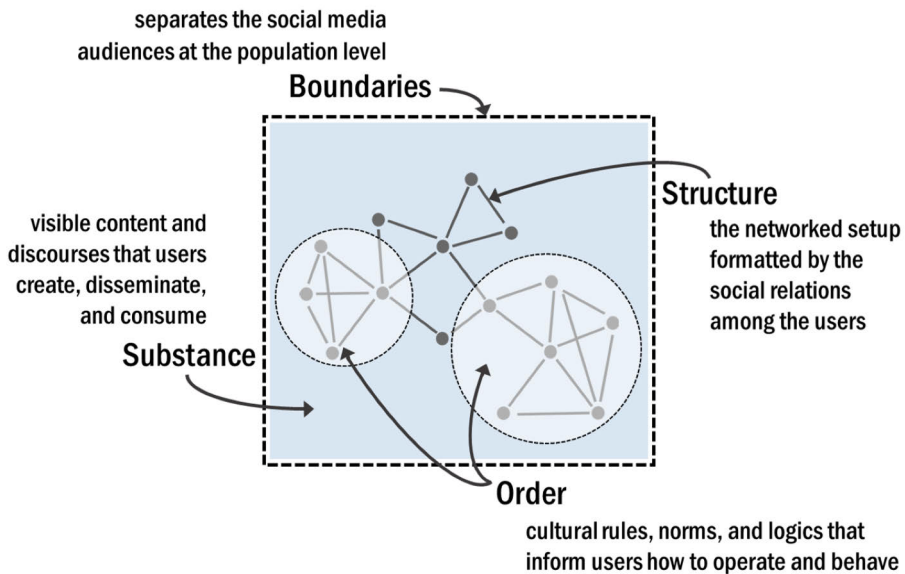 separates the social media
audiences at the population level
Boundaries
Structure
the networked setup
formatted by the
social relations
among the users
visible content and
discourses that users
create, disseminate,
and consume
Substance
Order
cultural rules, norms, and logics that
inform users how to operate and behave